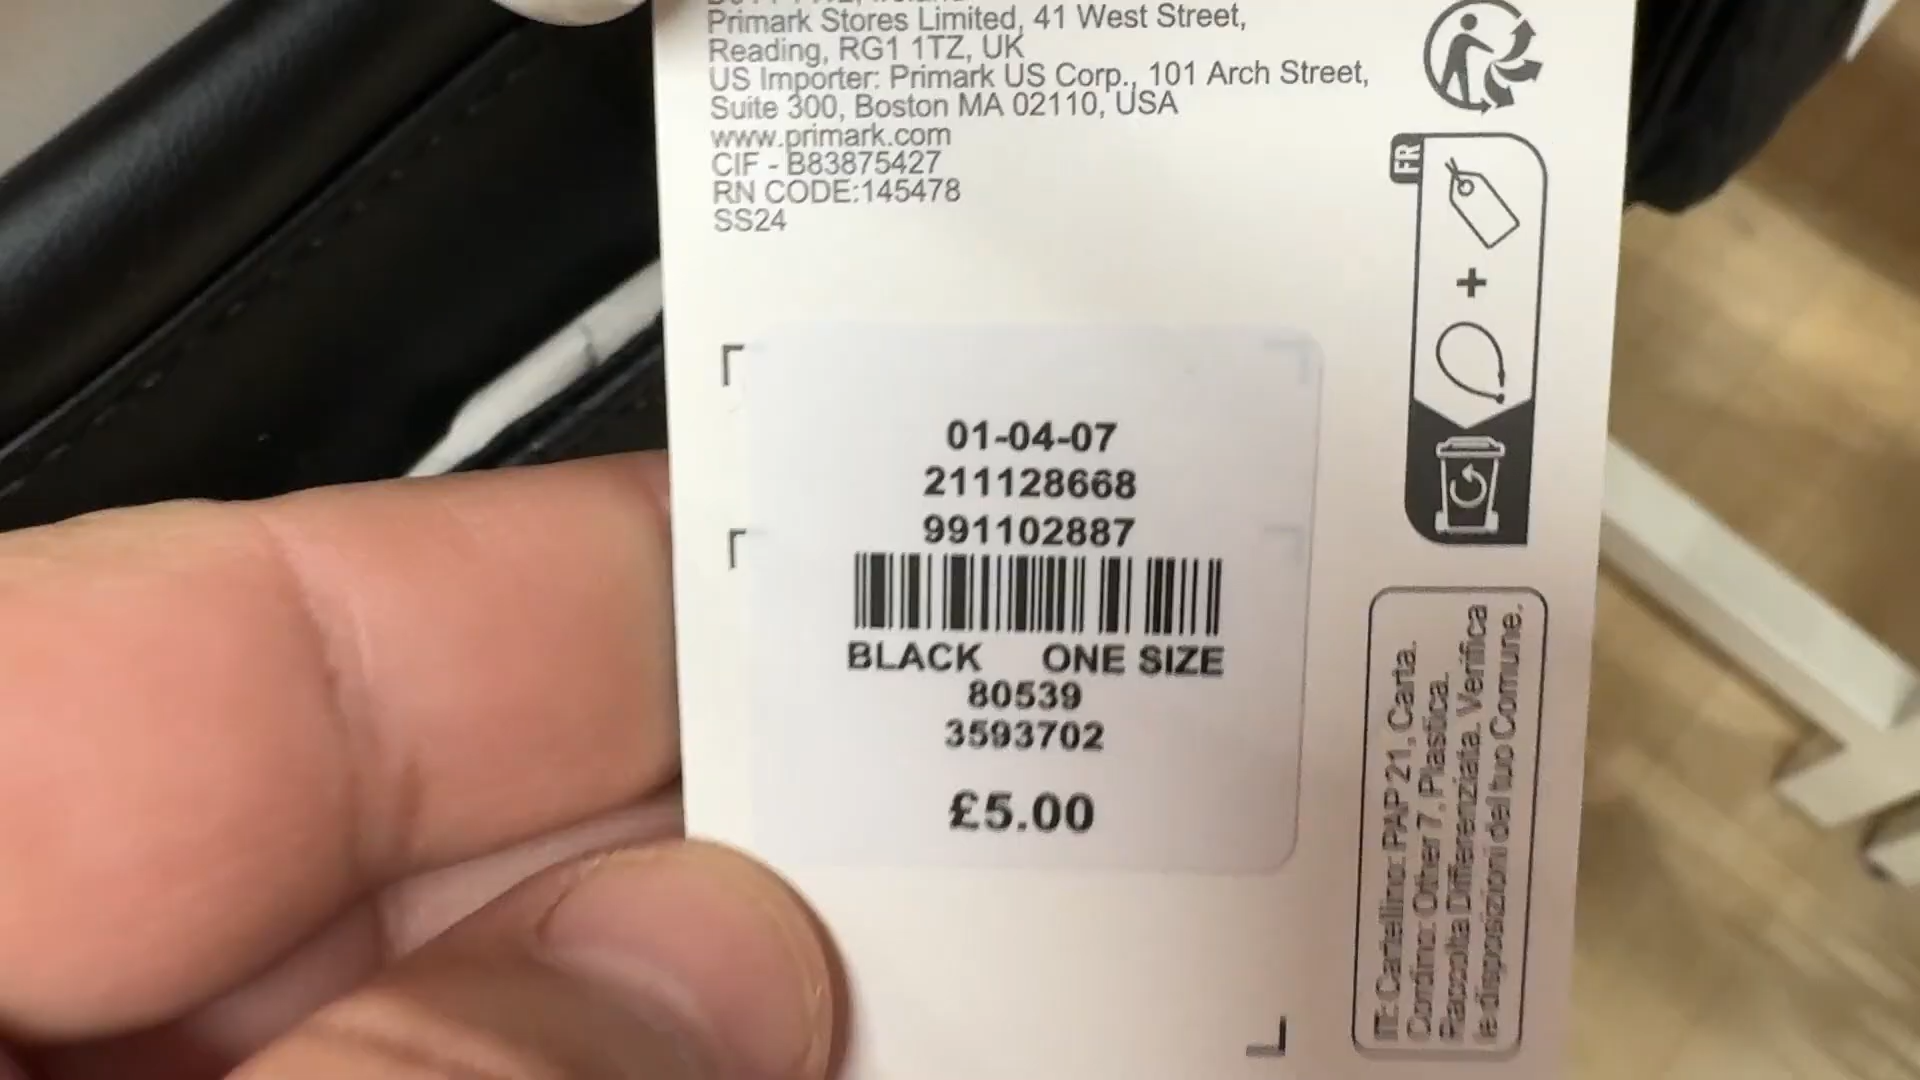 Primark Stores Limited, 41 West Street,
Reading, RG1 1TZ, UK
US Importer: Primark US Corp., 101 Arch Street,
Suite 300, Boston MA 02110, USA
www.primark.com
CIF - B83875427
RN CODE:145478
SS24
FR
+
01-04-07
211128668
991102887
BLACK ONE SIZE
80539
3593702
£5.00
IT: Cartellino: PAP 21, Carta.
Cordino: Other 7, Plastica.
Raccolta Differenziata. Verifica
le disposizioni del tuo Comune.